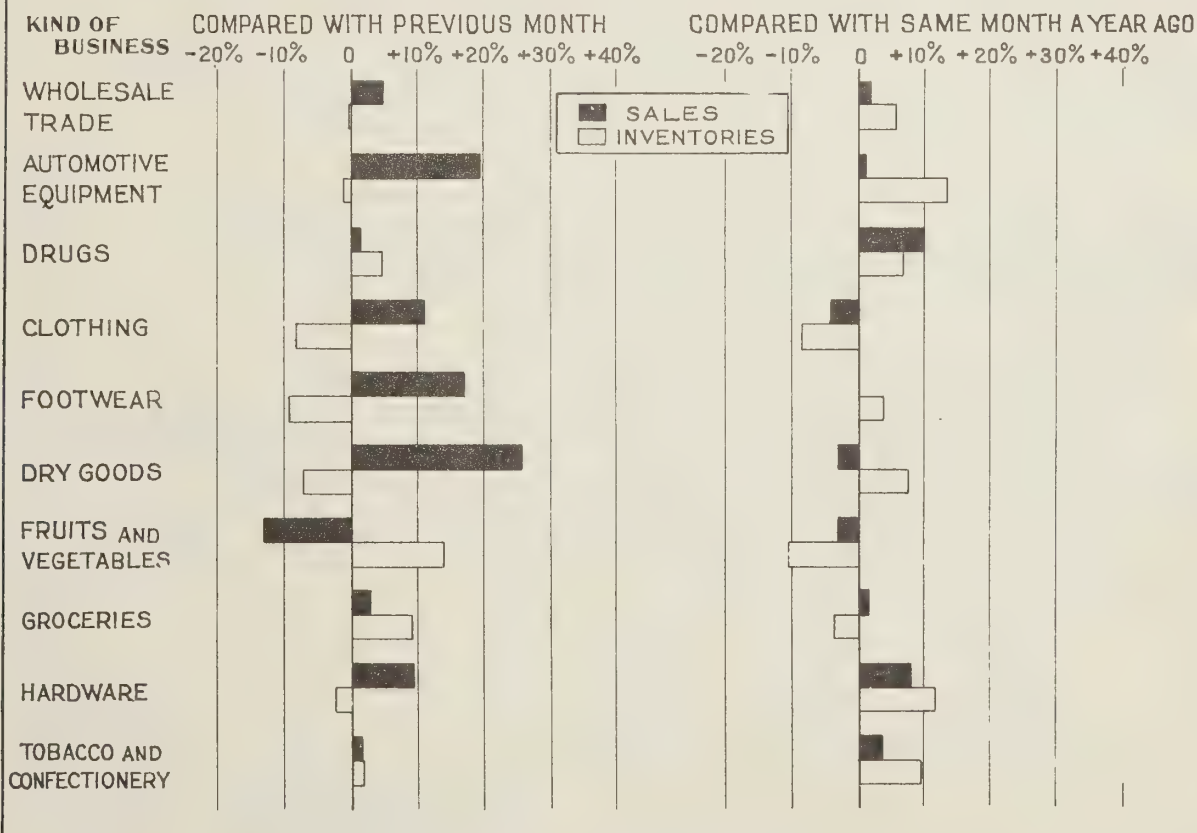 KIND OF
BUSINESS
COMPARED WITH PREVIOUS MONTH
-20% -10% 0 +10% +20% +30% +40%
COMPARED WITH SAME MONTH A YEAR AGO
-20% -10% 0 +10% +20% +30% +40%
SALES
INVENTORIES
WHOLESALE
TRADE
AUTOMOTIVE
EQUIPMENT
DRUGS
CLOTHING
FOOTWEAR
DRY GOODS
FRUITS AND
VEGETABLES
GROCERIES
HARDWARE
TOBACCO AND
CONFECTIONERY